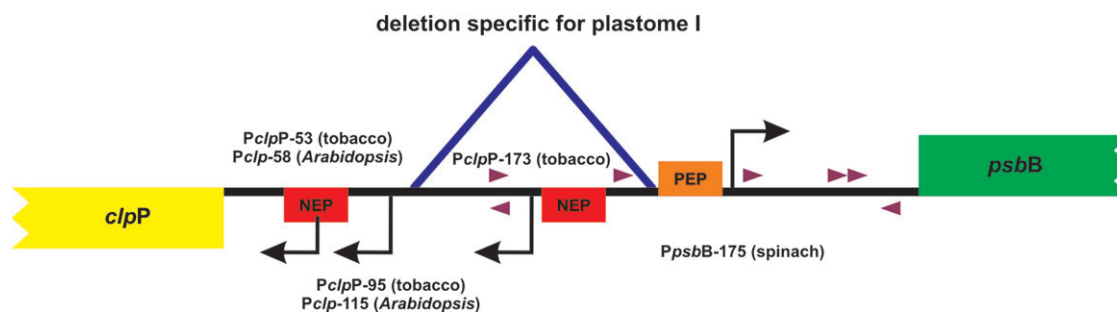 deletion specific for plastome I
PclpP-53 (tobacco)
Pclp-58 (Arabidopsis)
PclpP-173 (tobacco)
clpP
NEP
NEP
PEP
psbB
PclpP-95 (tobacco)
Pclp-115 (Arabidopsis)
PpsbB-175 (spinach)